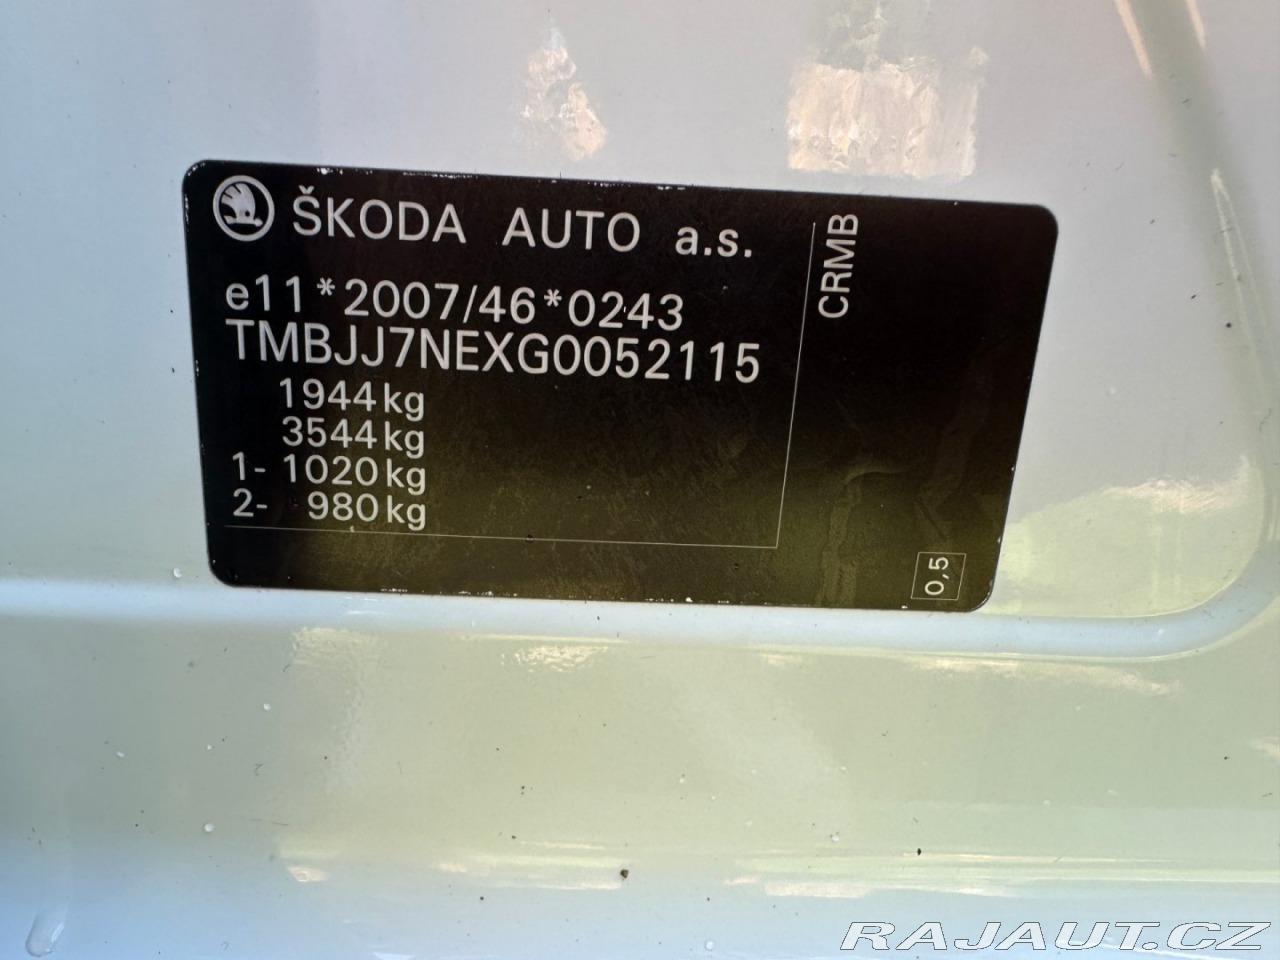 ŠKODA AUTO a.s.
e11*2007/46*0243
TMBJJ7NEXG0052115
1944kg
3544kg
1- 1020kg
2- 980kg
CRMB
0,5
RAJAUT.CZ